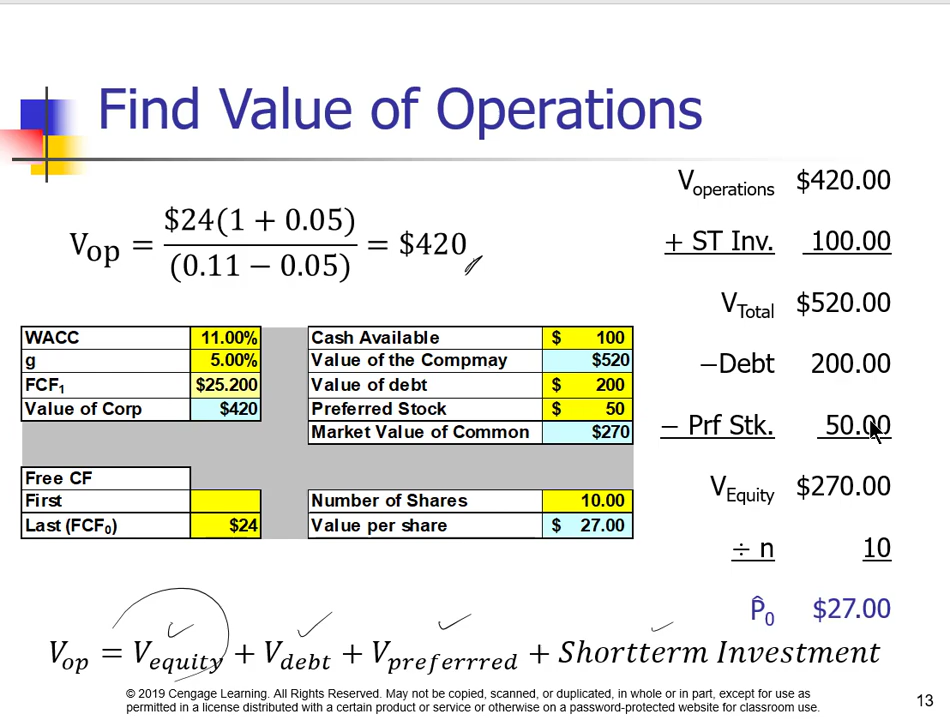 Find Value of Operations
V_op = $24(1 + 0.05) / (0.11 − 0.05) = $420
V_operations $420.00
+ ST Inv. 100.00
V_Total $520.00
−Debt 200.00
− Prf Stk. 50.00
V_Equity $270.00
÷ n 10
P̂₀ $27.00
WACC 11.00%
g 5.00%
FCF₁ $25.200
Value of Corp $420
Cash Available $ 100
Value of the Compmay $520
Value of debt $ 200
Preferred Stock $ 50
Market Value of Common $270
Free CF
First
Last (FCF₀) $24
Number of Shares 10.00
Value per share $ 27.00
V_op = V_equity + V_debt + V_preferrred + Shortterm Investment
© 2019 Cengage Learning. All Rights Reserved. May not be copied, scanned, or duplicated, in whole or in part, except for use as
permitted in a license distributed with a certain product or service or otherwise on a password-protected website for classroom use.
13